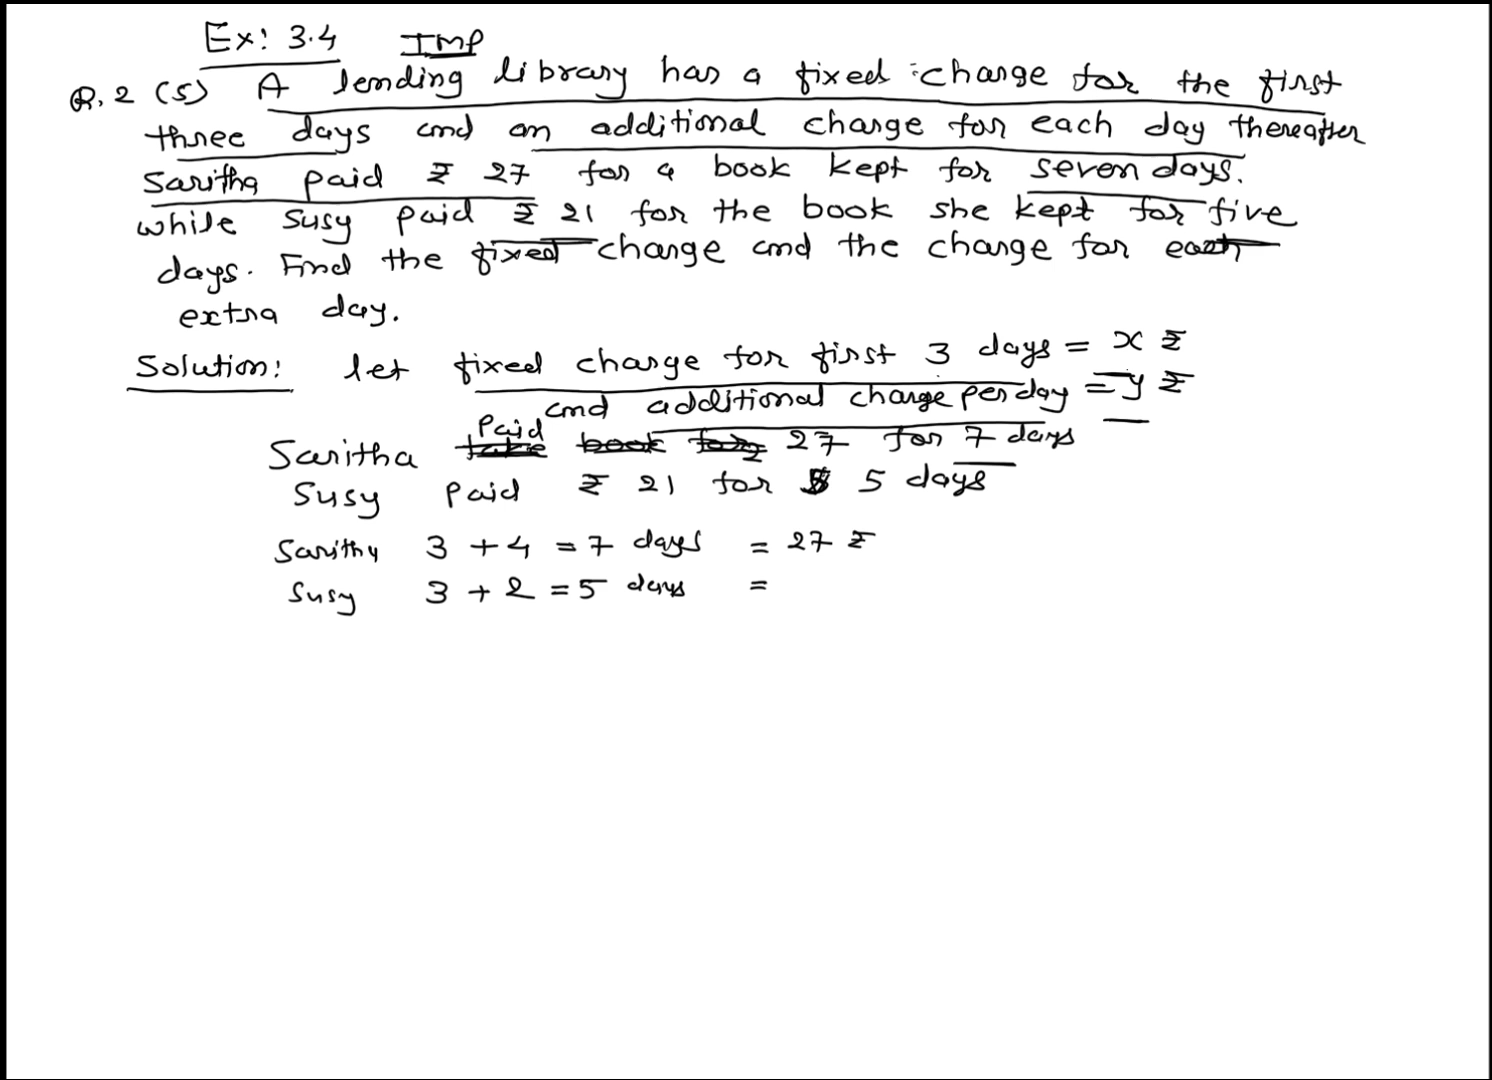 Ex: 3.4 Imp
Q.2 (5) A lending library has a fixed charge for the first
three days and an additional charge for each day thereafter
Saritha paid ₹ 27 for a book kept for seven days.
while Susy paid ₹ 21 for the book she kept for five
days. Find the fixed charge and the charge for each
extra day.
Solution: let fixed charge for first 3 days = x ₹
and additional charge per day = y ₹
Saritha paid 27 for 7 days
Susy paid ₹ 21 for 5 days
Saritha 3 + 4 = 7 days = 27 ₹
Susy 3 + 2 = 5 days =